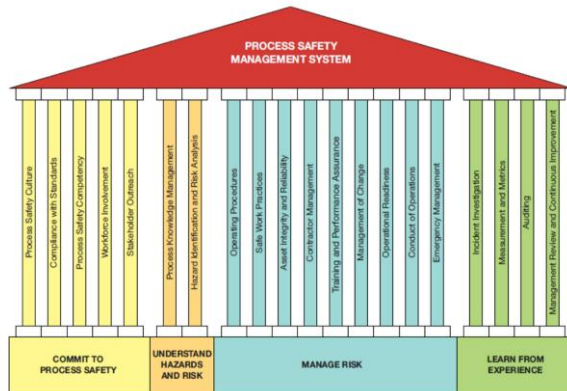 PROCESS SAFETY
MANAGEMENT SYSTEM
Process Safety Culture
Compliance with Standards
Process Safety Competency
Workforce Involvement
Stakeholder Outreach
Process Knowledge Management
Hazard Identification and Risk Analysis
Operating Procedures
Safe Work Practices
Asset Integrity and Reliability
Contractor Management
Training and Performance Assurance
Management of Change
Operational Readiness
Conduct of Operations
Emergency Management
Incident Investigation
Measurement and Metrics
Auditing
Management Review and Continuous Improvement
COMMIT TO
PROCESS SAFETY
UNDERSTAND
HAZARDS
AND RISK
MANAGE RISK
LEARN FROM
EXPERIENCE